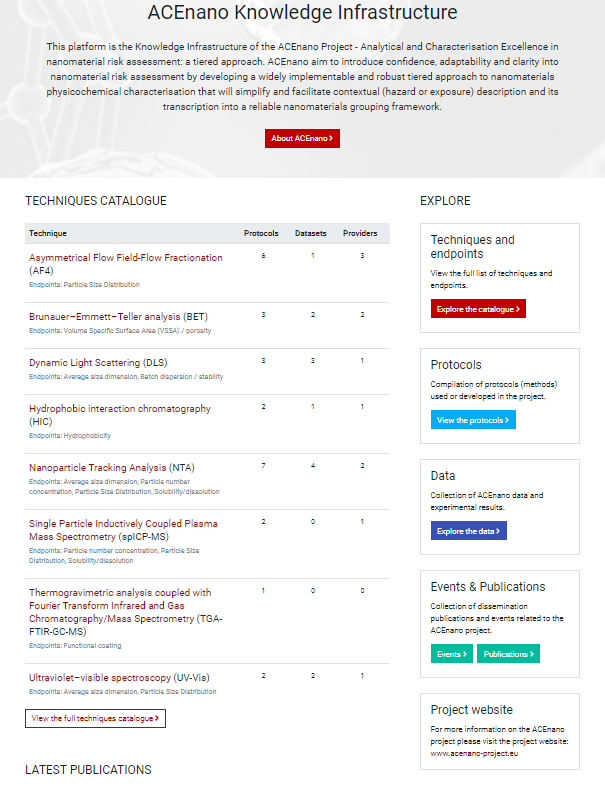 ACEnano Knowledge Infrastructure
This platform is the Knowledge Infrastructure of the ACEnano Project - Analytical and Characterisation Excellence in
nanomaterial risk assessment: a tiered approach. ACEnano aim to introduce confidence, adaptability and clarity into
nanomaterial risk assessment by developing a widely implementable and robust tiered approach to nanomaterials
physicochemical characterisation that will simplify and facilitate contextual (hazard or exposure) description and its
transcription into a reliable nanomaterials grouping framework.
About ACEnano >
TECHNIQUES CATALOGUE
Technique Protocols Datasets Providers
Asymmetrical Flow Field-Flow Fractionation 6 1 3
(AF4)
Endpoints: Particle Size Distribution
Brunauer–Emmett–Teller analysis (BET) 3 2 2
Endpoints: Volume Specific Surface Area (VSSA) / porosity
Dynamic Light Scattering (DLS) 3 3 1
Endpoints: Average size dimension, Batch dispersion / stability
Hydrophobic interaction chromatography 2 1 1
(HIC)
Endpoints: Hydrophobicity
Nanoparticle Tracking Analysis (NTA) 7 4 2
Endpoints: Average size dimension, Particle number
concentration, Particle Size Distribution, Solubility/dissolution
Single Particle Inductively Coupled Plasma 2 0 1
Mass Spectrometry (spICP-MS)
Endpoints: Particle number concentration, Particle Size
Distribution, Solubility/dissolution
Thermogravimetric analysis coupled with 1 0 0
Fourier Transform Infrared and Gas
Chromatography/Mass Spectrometry (TGA-
FTIR-GC-MS)
Endpoints: Functional coating
Ultraviolet–visible spectroscopy (UV-Vis) 2 2 1
Endpoints: Average size dimension, Particle Size Distribution
View the full techniques catalogue >
LATEST PUBLICATIONS
EXPLORE
Techniques and
endpoints
View the full list of techniques and
endpoints.
Explore the catalogue >
Protocols
Compilation of protocols (methods)
used or developed in the project.
View the protocols >
Data
Collection of ACEnano data and
experimental results.
Explore the data >
Events & Publications
Collection of dissemination
publications and events related to the
ACEnano project.
Events > Publications >
Project website
For more information on the ACEnano
project please visit the project website:
www.acenano-project.eu